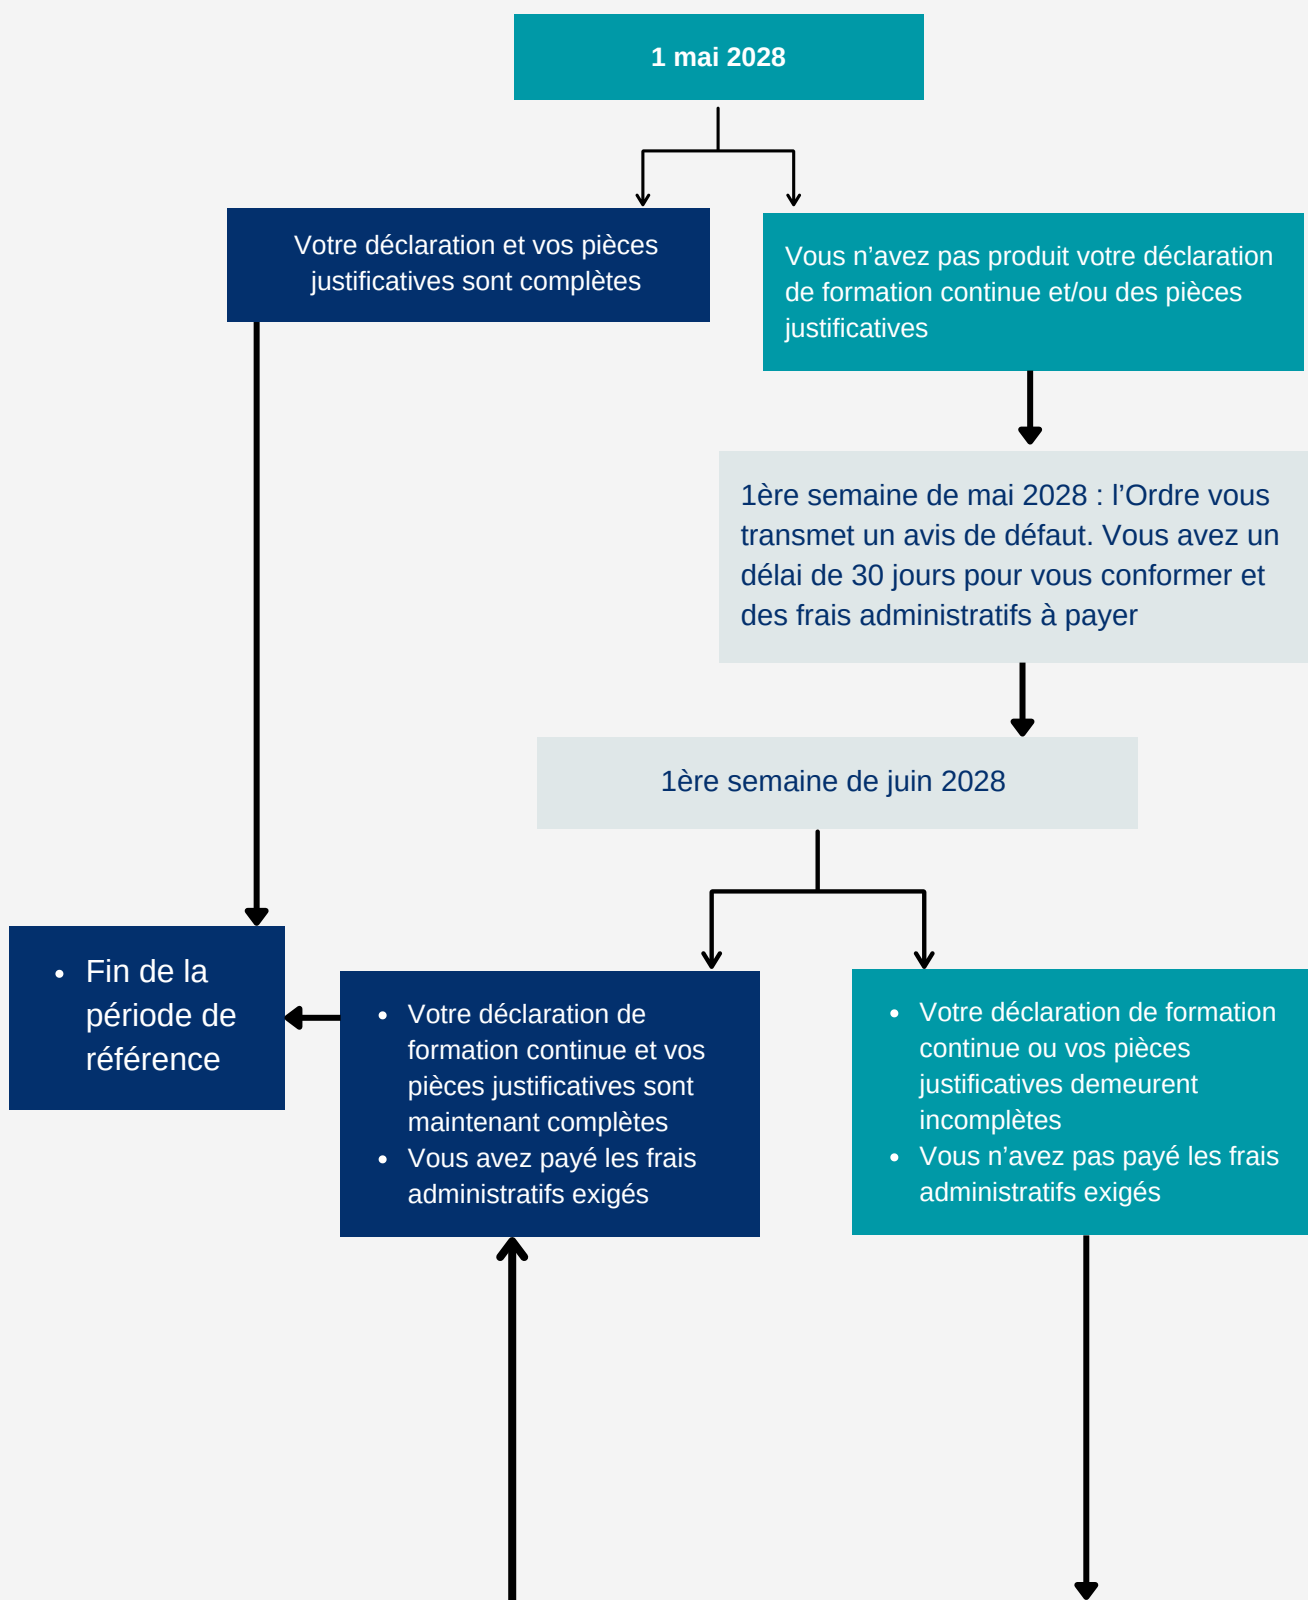 1 mai 2028
Votre déclaration et vos pièces
justificatives sont complètes
Vous n’avez pas produit votre déclaration
de formation continue et/ou des pièces
justificatives
1ère semaine de mai 2028 : l’Ordre vous
transmet un avis de défaut. Vous avez un
délai de 30 jours pour vous conformer et
des frais administratifs à payer
1ère semaine de juin 2028
• Fin de la
période de
référence
• Votre déclaration de
formation continue et vos
pièces justificatives sont
maintenant complètes
• Vous avez payé les frais
administratifs exigés
• Votre déclaration de formation
continue ou vos pièces
justificatives demeurent
incomplètes
• Vous n’avez pas payé les frais
administratifs exigés